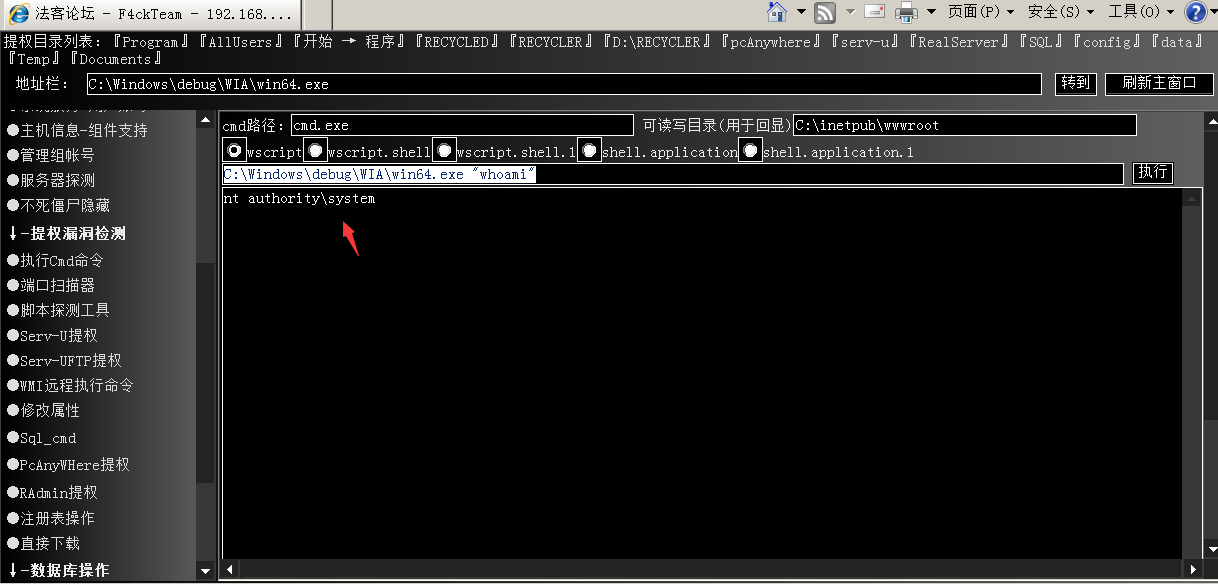 法客论坛 - F4ckTeam - 192.168....
页面(P) 安全(S) 工具(O)
提权目录列表：『Program』『AllUsers』『开始 → 程序』『RECYCLED』『RECYCLER』『D:\RECYCLER』『pcAnywhere』『serv-u』『RealServer』『SQL』『config』『data』
『Temp』『Documents』
地址栏： C:\Windows\debug\WIA\win64.exe 转到 刷新主窗口
●主机信息-组件支持
●管理组帐号
●服务器探测
●不死僵尸隐藏
↓-提权漏洞检测
●执行Cmd命令
●端口扫描器
●脚本探测工具
●Serv-U提权
●Serv-UFTP提权
●WMI远程执行命令
●修改属性
●Sql_cmd
●PcAnyWHere提权
●RAdmin提权
●注册表操作
●直接下载
↓-数据库操作
cmd路径： cmd.exe 可读写目录(用于回显) C:\inetpub\wwwroot
wscript wscript.shell wscript.shell.1 shell.application shell.application.1
C:\Windows\debug\WIA\win64.exe "whoami" 执行
nt authority\system